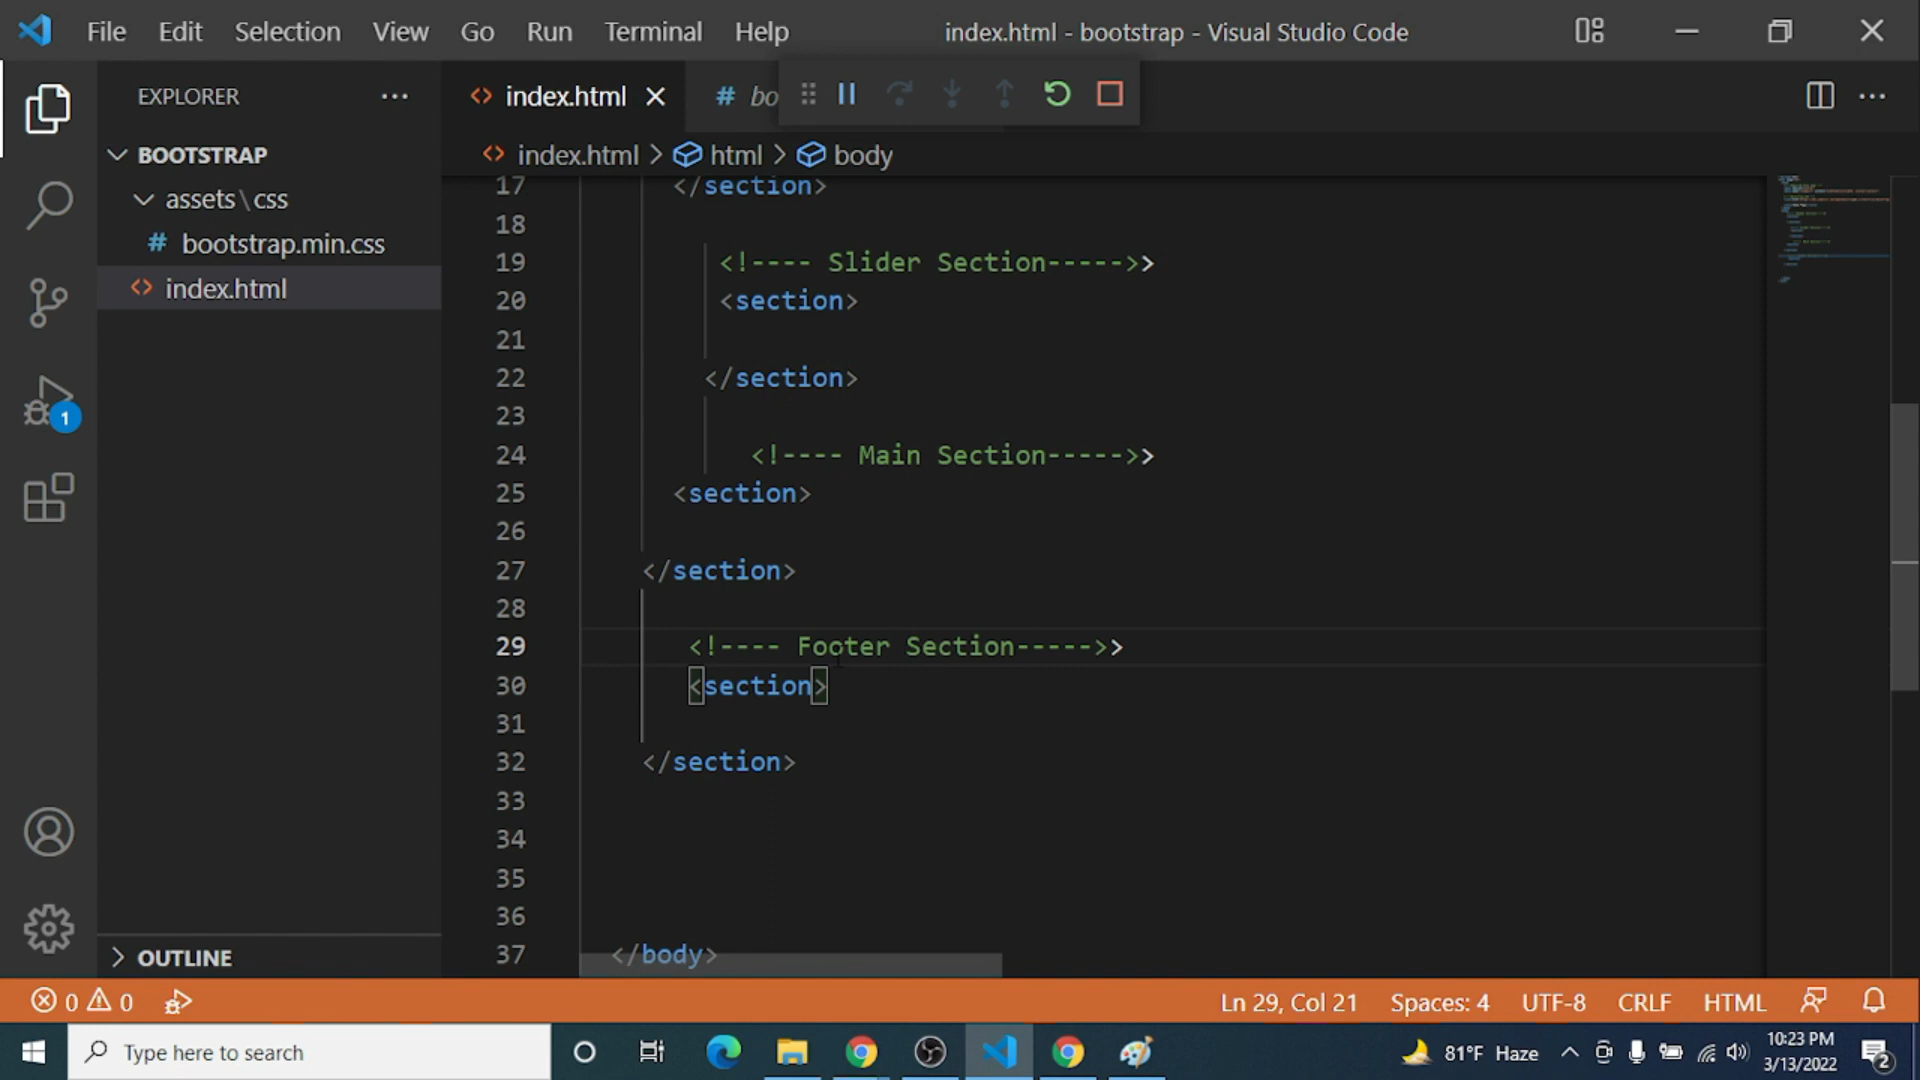 File Edit Selection View Go Run Terminal Help index.html - bootstrap - Visual Studio Code
EXPLORER
index.html
# bo
BOOTSTRAP
index.html > html > body
assets\css
# bootstrap.min.css
index.html
17 </section>
18
19 <!---- Slider Section----->>
20 <section>
21
22 </section>
23
24 <!---- Main Section----->>
25 <section>
26
27 </section>
28
29 <!---- Footer Section----->>
30 <section>
31
32 </section>
33
34
35
36
37 </body>
1
OUTLINE
0 0 Ln 29, Col 21 Spaces: 4 UTF-8 CRLF HTML
Type here to search
81°F Haze
10:23 PM
3/13/2022
2